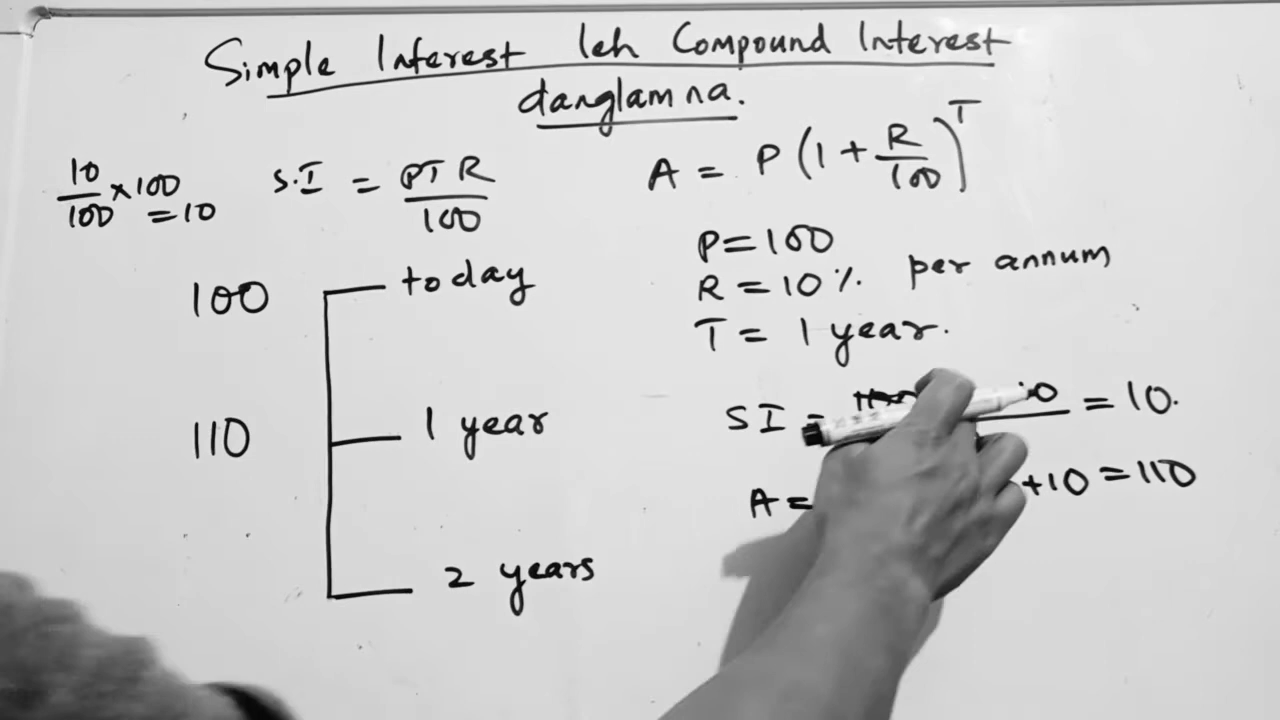 Simple Interest leh Compound Interest
danglamna.
10/100 × 100 = 10
S.I = PTR/100
A = P(1 + R/100)^T
P = 100
R = 10% per annum
T = 1 year.
100 today
110 1 year
2 years
SI = 10 = 10.
A = +10 = 110